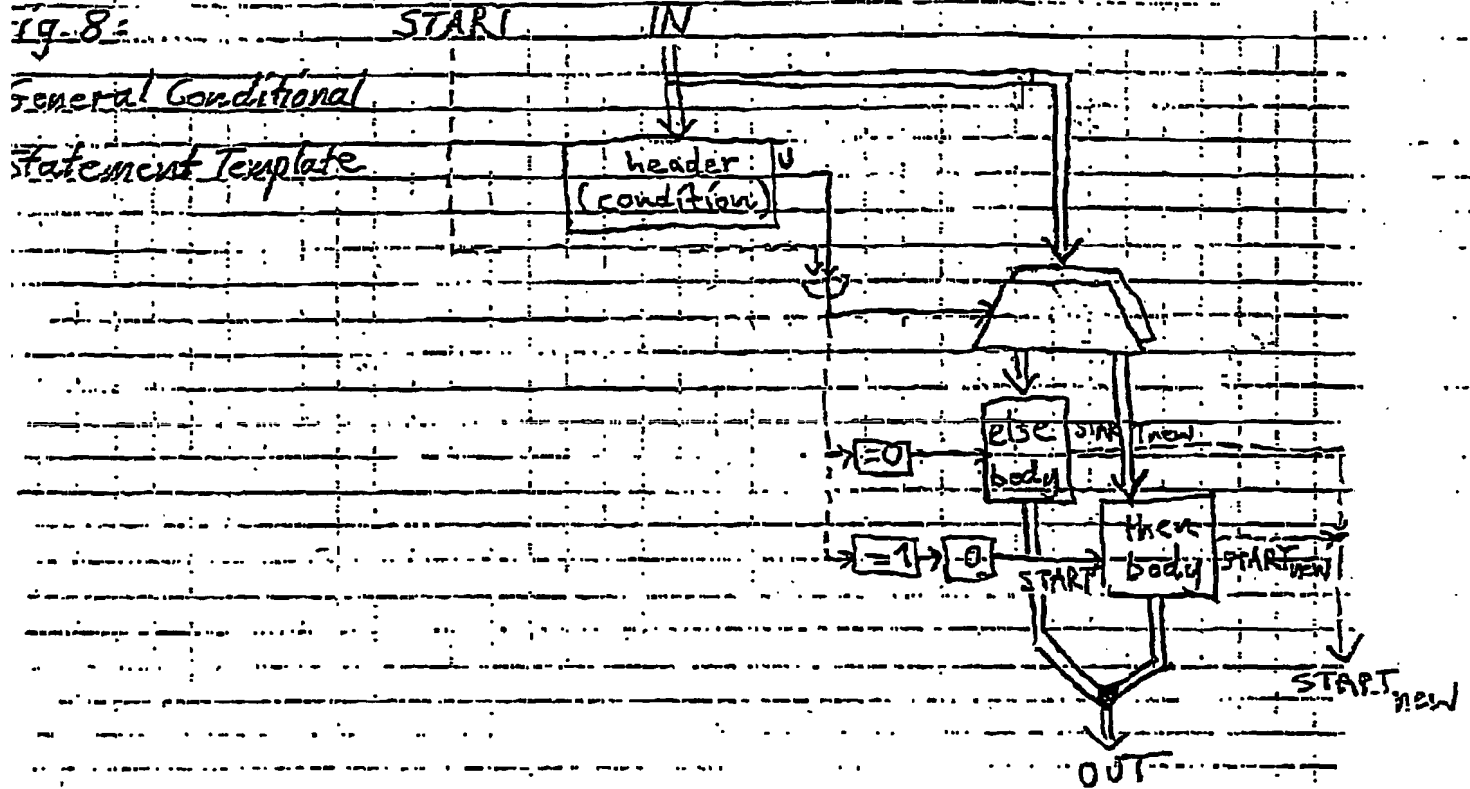 ig. 8:
START IN
General Conditional
Statement Template
header U
(condition)
else START new
=0
body
then
=1 0 body START new
START
START new
OUT